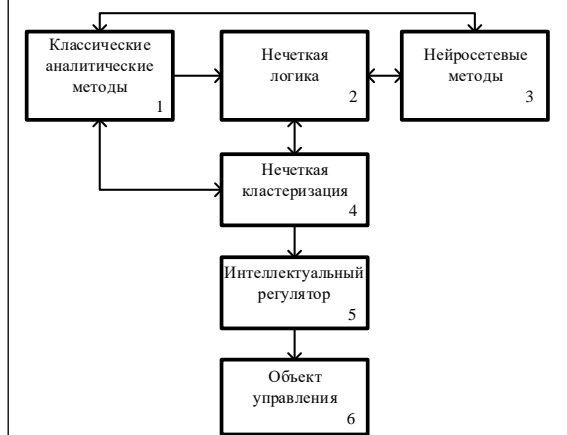 Классические
аналитические
методы
1
Нечеткая
логика
2
Нейросетевые
методы
3
Нечеткая
кластеризация
4
Интеллектуальный
регулятор
5
Объект
управления
6